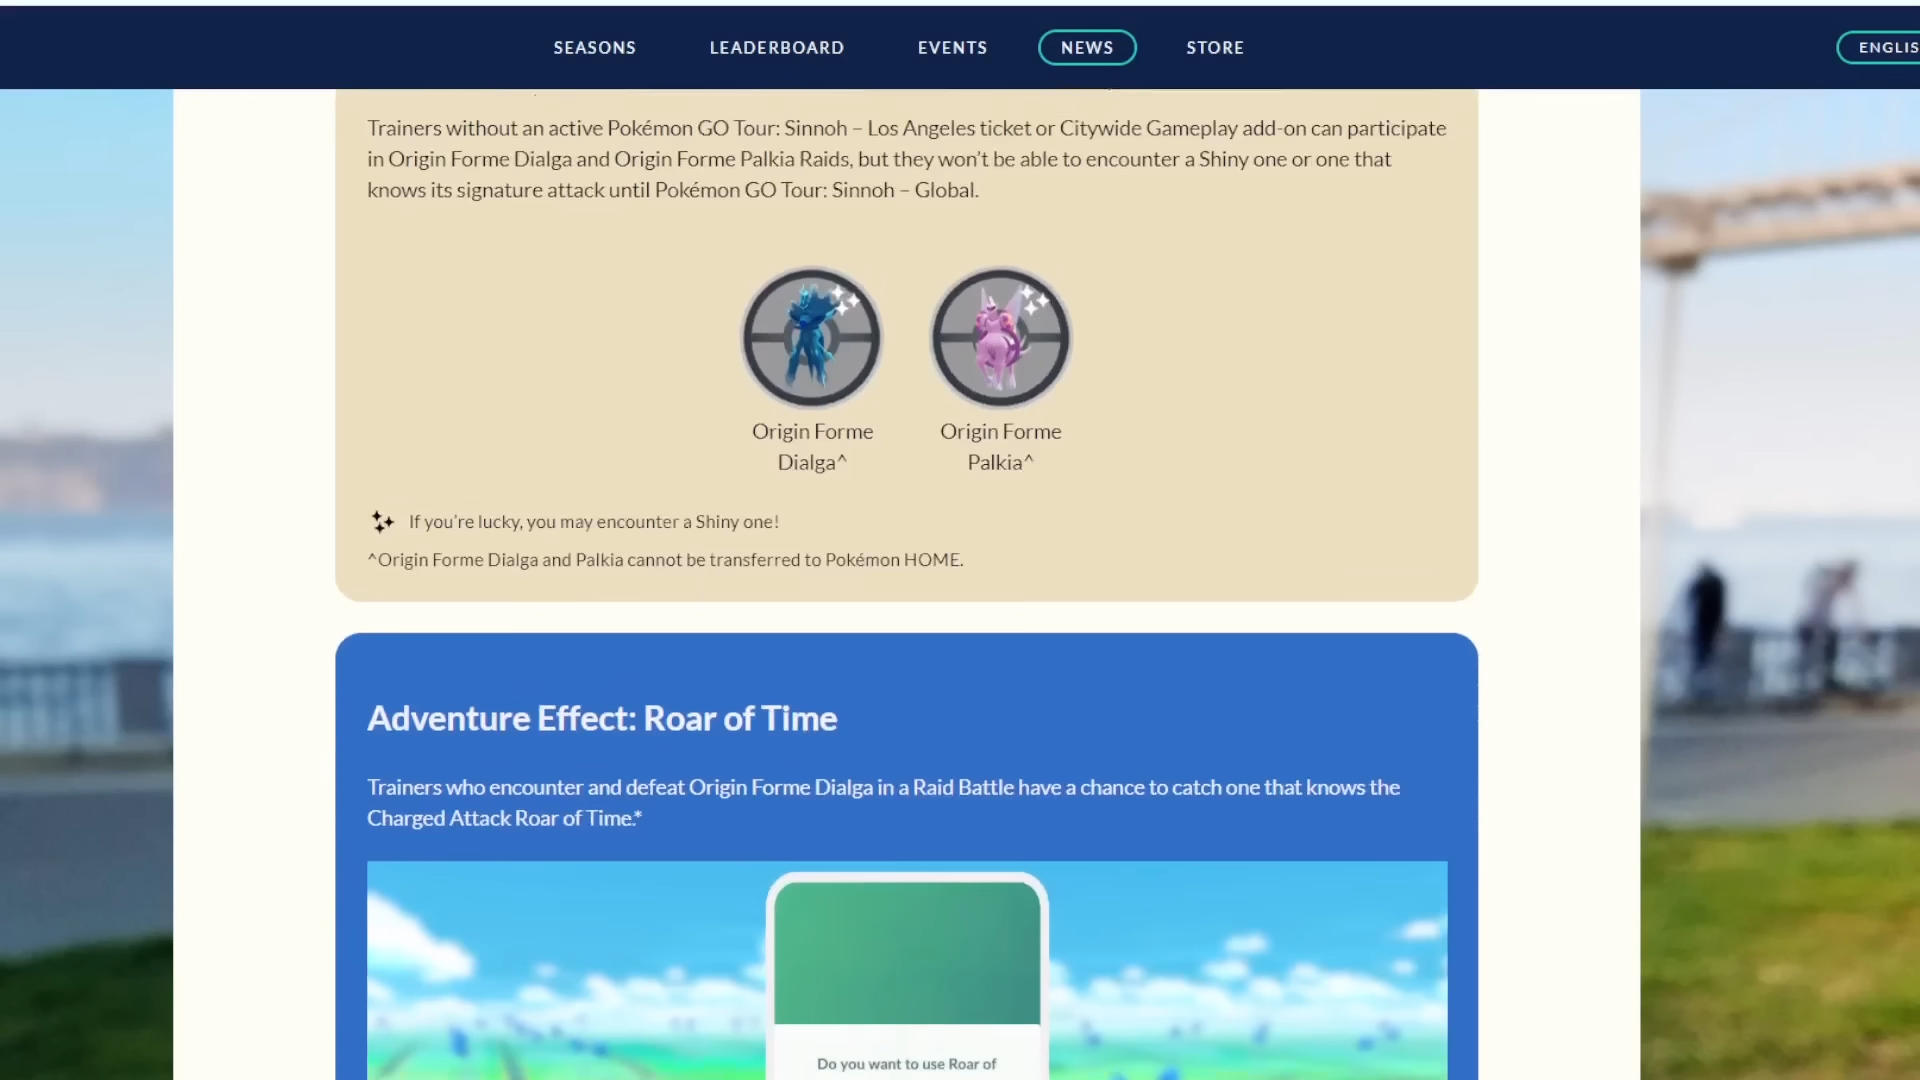 SEASONS LEADERBOARD EVENTS NEWS STORE ENGLIS
Trainers without an active Pokémon GO Tour: Sinnoh – Los Angeles ticket or Citywide Gameplay add-on can participate
in Origin Forme Dialga and Origin Forme Palkia Raids, but they won’t be able to encounter a Shiny one or one that
knows its signature attack until Pokémon GO Tour: Sinnoh – Global.
Origin Forme
Dialga^
Origin Forme
Palkia^
If you’re lucky, you may encounter a Shiny one!
^Origin Forme Dialga and Palkia cannot be transferred to Pokémon HOME.
Adventure Effect: Roar of Time
Trainers who encounter and defeat Origin Forme Dialga in a Raid Battle have a chance to catch one that knows the
Charged Attack Roar of Time.*
Do you want to use Roar of